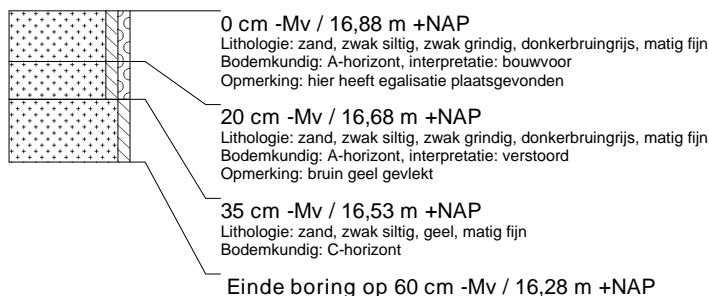 0 cm -Mv / 16,88 m +NAP
Lithologie: zand, zwak siltig, zwak grindig, donkerbruingrijs, matig fijn
Bodemkundig: A-horizont, interpretatie: bouwvoor
Opmerking: hier heeft egalisatie plaatsgevonden
20 cm -Mv / 16,68 m +NAP
Lithologie: zand, zwak siltig, zwak grindig, donkerbruingrijs, matig fijn
Bodemkundig: A-horizont, interpretatie: verstoord
Opmerking: bruin geel gevlekt
35 cm -Mv / 16,53 m +NAP
Lithologie: zand, zwak siltig, geel, matig fijn
Bodemkundig: C-horizont
Einde boring op 60 cm -Mv / 16,28 m +NAP